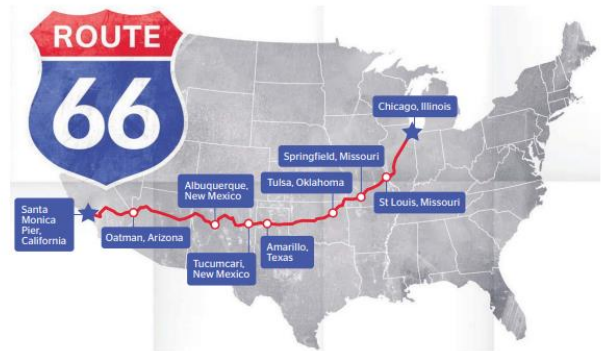 ROUTE
66
Chicago, Illinois
Springfield, Missouri
Tulsa, Oklahoma
St Louis, Missouri
Albuquerque,
New Mexico
Santa
Monica
Pier,
California
Oatman, Arizona
Tucumcari,
New Mexico
Amarillo,
Texas